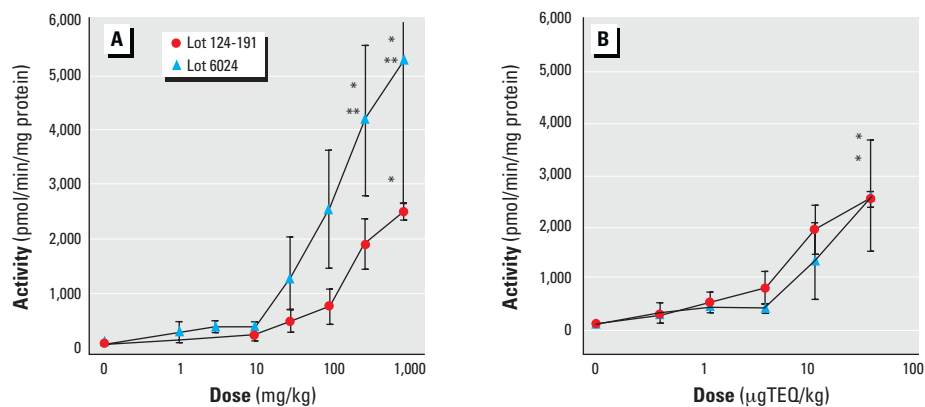 A
Lot 124-191
Lot 6024
6,000
5,000
4,000
3,000
2,000
1,000
0
Activity (pmol/min/mg protein)
*
**
*
**
*
0 1 10 100 1,000
Dose (mg/kg)
B
6,000
5,000
4,000
3,000
2,000
1,000
0
Activity (pmol/min/mg protein)
*
*
0 1 10 100
Dose (μgTEQ/kg)